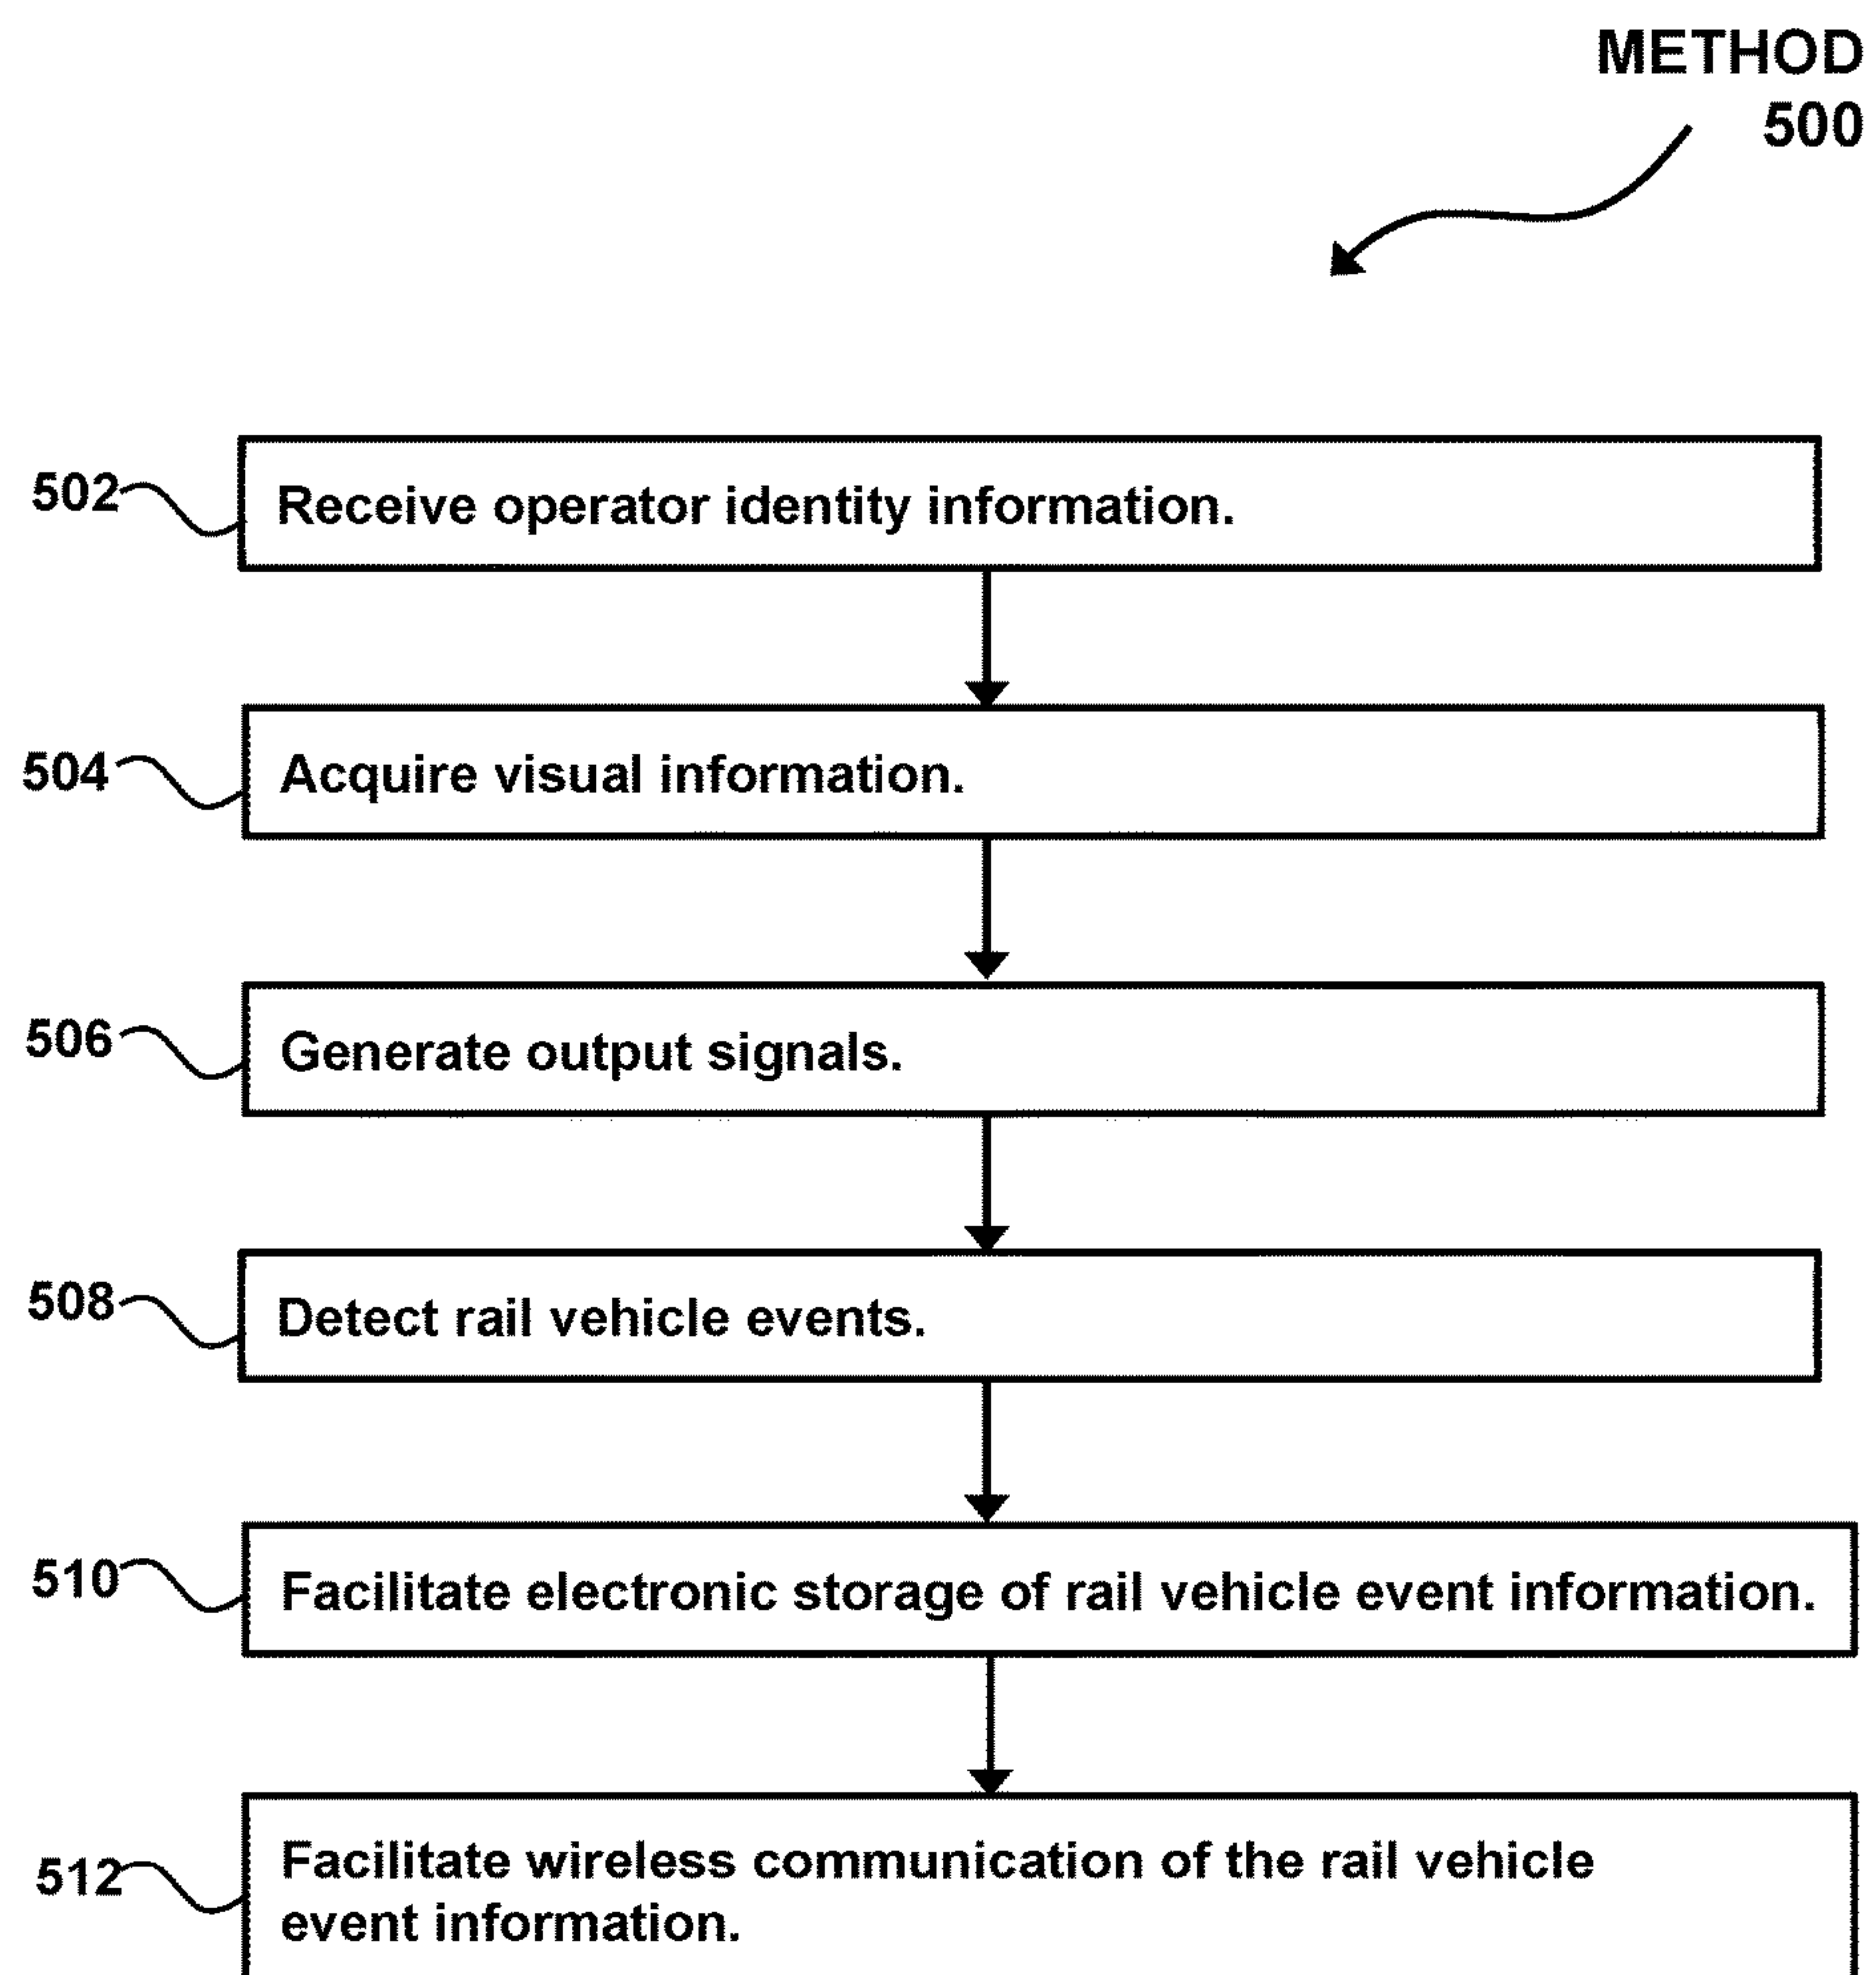 METHOD
500
502
Receive operator identity information.
504
Acquire visual information.
506
Generate output signals.
508
Detect rail vehicle events.
510
Facilitate electronic storage of rail vehicle event information.
512
Facilitate wireless communication of the rail vehicle
event information.